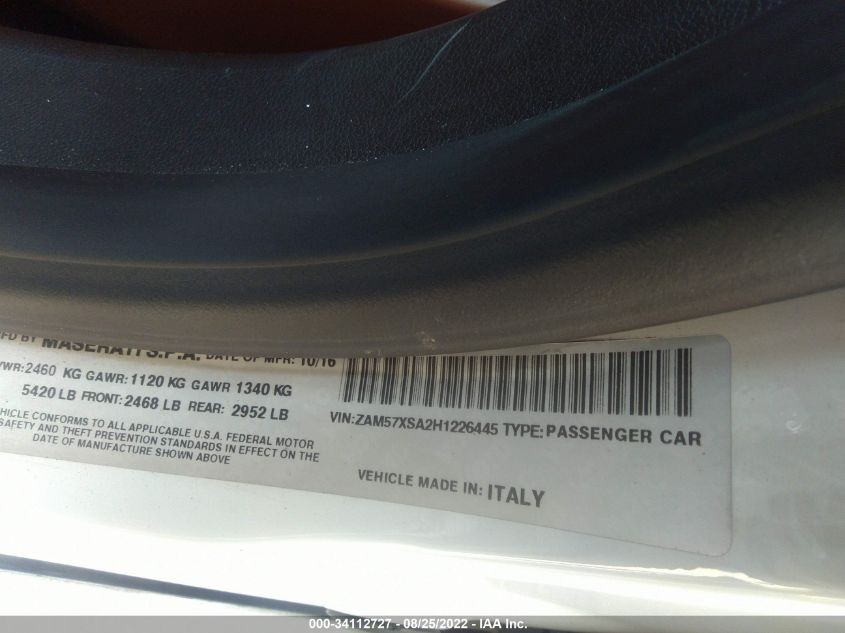 MASERATI S.P.A. DATE OF MFR: 10/16
KG GAWR: 1120 KG GAWR 1340 KG
5420 LB FRONT: 2468 LB REAR: 2952 LB
CONFORMS TO ALL APPLICABLE U.S.A. FEDERAL MOTOR
SAFETY AND THEFT PREVENTION STANDARDS IN EFFECT ON THE
DATE OF MANUFACTURE SHOWN ABOVE
VIN:ZAM57XSA2H1226445 TYPE:PASSENGER CAR
VEHICLE MADE IN: ITALY
000-34112727 - 08/25/2022 - IAA Inc.